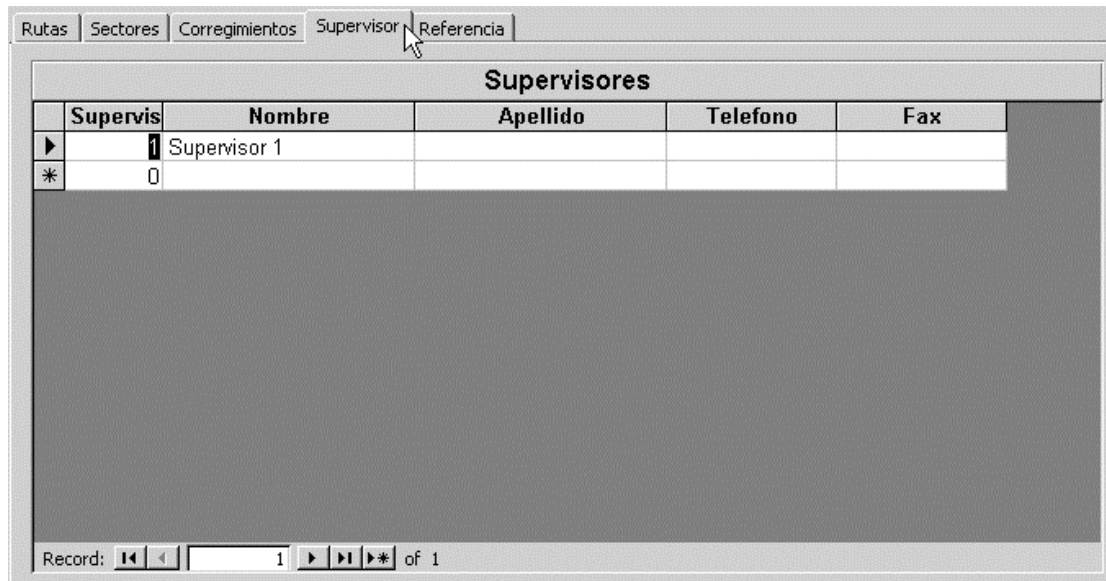 Rutas Sectores Corregimientos Supervisor Referencia
Supervisores
Supervis Nombre Apellido Telefono Fax
1 Supervisor 1
0
Record: 1 of 1